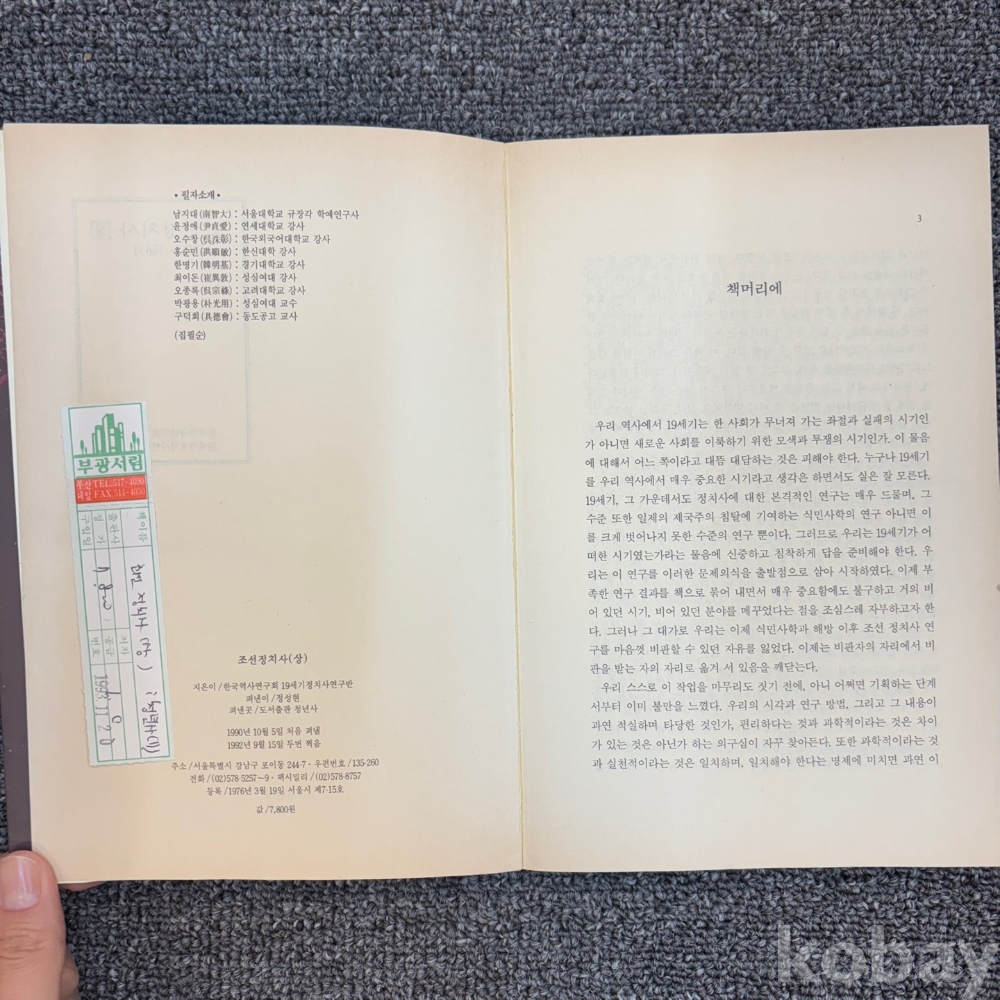 • 필자소개 •
남지대(南智大) : 서울대학교 규장각 학예연구사
윤정애(尹貞愛) : 연세대학교 강사
오수창(吳洙彰) : 한국외국어대학교 강사
홍순민(洪順敏) : 한신대학 강사
한명기(韓明基) : 경기대학교 강사
최이돈(崔異敦) : 성심여대 강사
오종록(吳宗祿) : 고려대학교 강사
박광용(朴光用) : 성심여대 교수
구덕회(具德會) : 동도공고 교사
(집필순)
부광서림
부산 TEL.517-4090
대입 FAX.511-4030
저자
출판사
정가
구입일
번호
조선정치사(상)
지은이/한국역사연구회 19세기정치사연구반
펴낸이/정성현
펴낸곳/도서출판 청년사
1990년 10월 5일 처음 펴냄
1992년 9월 15일 두번 찍음
주소/서울특별시 강남구 포이동 244-7 · 우편번호/135-260
전화/(02)578-5257~9 · 팩시밀리/(02)578-8757
등록/1976년 3월 19일 서울시 제7-15호
값/7,800원
3
책머리에
우리 역사에서 19세기는 한 사회가 무너져 가는 좌절과 실패의 시기인
가 아니면 새로운 사회를 이룩하기 위한 모색과 투쟁의 시기인가. 이 물음
에 대해서 어느 쪽이라고 대뜸 대답하는 것은 피해야 한다. 누구나 19세기
를 우리 역사에서 매우 중요한 시기라고 생각은 하면서도 실은 잘 모른다.
19세기, 그 가운데서도 정치사에 대한 본격적인 연구는 매우 드물며, 그
수준 또한 일제의 제국주의 침탈에 기여하는 식민사학의 연구 아니면 이
를 크게 벗어나지 못한 수준의 연구 뿐이다. 그러므로 우리는 19세기가 어
떠한 시기였는가라는 물음에 신중하고 침착하게 답을 준비해야 한다. 우
리는 이 연구를 이러한 문제의식을 출발점으로 삼아 시작하였다. 이제 부
족한 연구 결과를 책으로 묶어 내면서 매우 중요함에도 불구하고 거의 비
어 있던 시기, 비어 있던 분야를 메꾸었다는 점을 조심스레 자부하고자 한
다. 그러나 그 대가로 우리는 이제 식민사학과 해방 이후 조선 정치사 연
구를 마음껏 비판할 수 있던 자유를 잃었다. 이제는 비판자의 자리에서 비
판을 받는 자의 자리로 옮겨 서 있음을 깨닫는다.
우리 스스로 이 작업을 마무리도 짓기 전에, 아니 어쩌면 기획하는 단계
서부터 이미 불만을 느꼈다. 우리의 시각과 연구 방법, 그리고 그 내용이
과연 적실하며 타당한 것인가, 편리하다는 것과 과학적이라는 것은 차이
가 있는 것은 아닌가 하는 의구심이 자꾸 찾아든다. 또한 과학적이라는 것
과 실천적이라는 것은 일치하며, 일치해야 한다는 명제에 미치면 과연 이
kobay